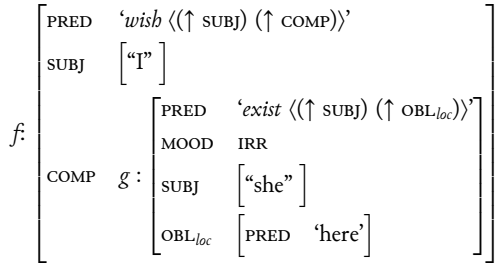 PRED ‘wish ⟨(↑ SUBJ) (↑ COMP)⟩’
SUBJ [“I”]
f:
PRED ‘exist ⟨(↑ SUBJ) (↑ OBLloc)⟩’
MOOD IRR
COMP g :
SUBJ [“she”]
OBLloc [PRED ‘here’]